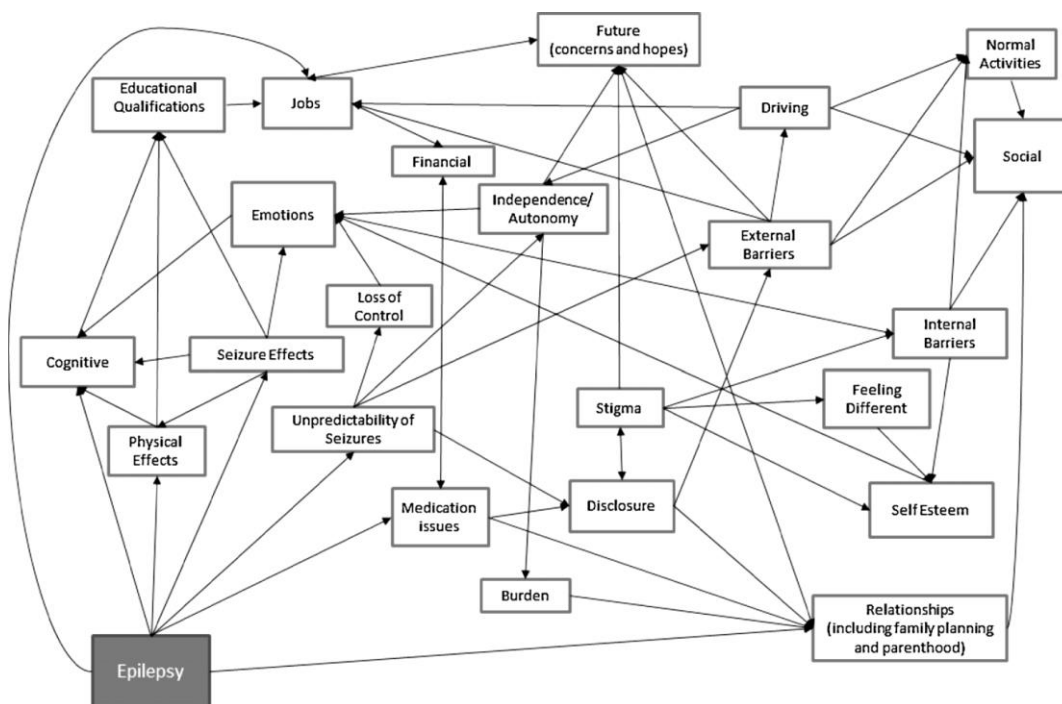 Future
(concerns and hopes)
Normal
Activities
Educational
Qualifications
Jobs
Driving
Social
Financial
Emotions
Independence/
Autonomy
External
Barriers
Loss of
Control
Internal
Barriers
Cognitive
Seizure Effects
Feeling
Different
Stigma
Unpredictability of
Seizures
Physical
Effects
Medication
issues
Disclosure
Self Esteem
Burden
Relationships
(including family planning
and parenthood)
Epilepsy